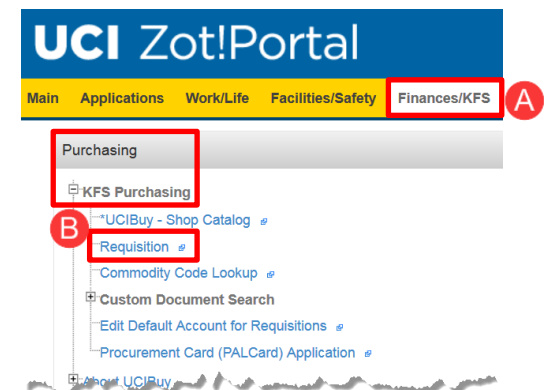 UCI Zot!Portal
Main Applications Work/Life Facilities/Safety Finances/KFS A
Purchasing
KFS Purchasing
B
*UCIBuy - Shop Catalog
Requisition
Commodity Code Lookup
Custom Document Search
Edit Default Account for Requisitions
Procurement Card (PALCard) Application
About UCIBuy